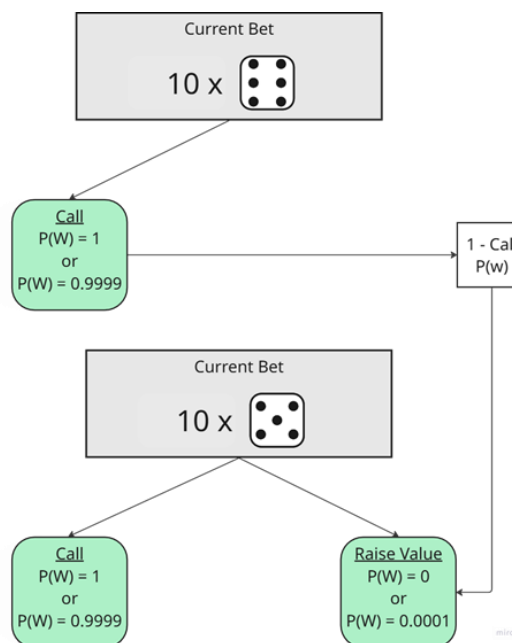 Current Bet
10 x
Call
P(W) = 1
or
P(W) = 0.9999
1 - Cal
P(w)
Current Bet
10 x
Call
P(W) = 1
or
P(W) = 0.9999
Raise Value
P(W) = 0
or
P(W) = 0.0001
miro